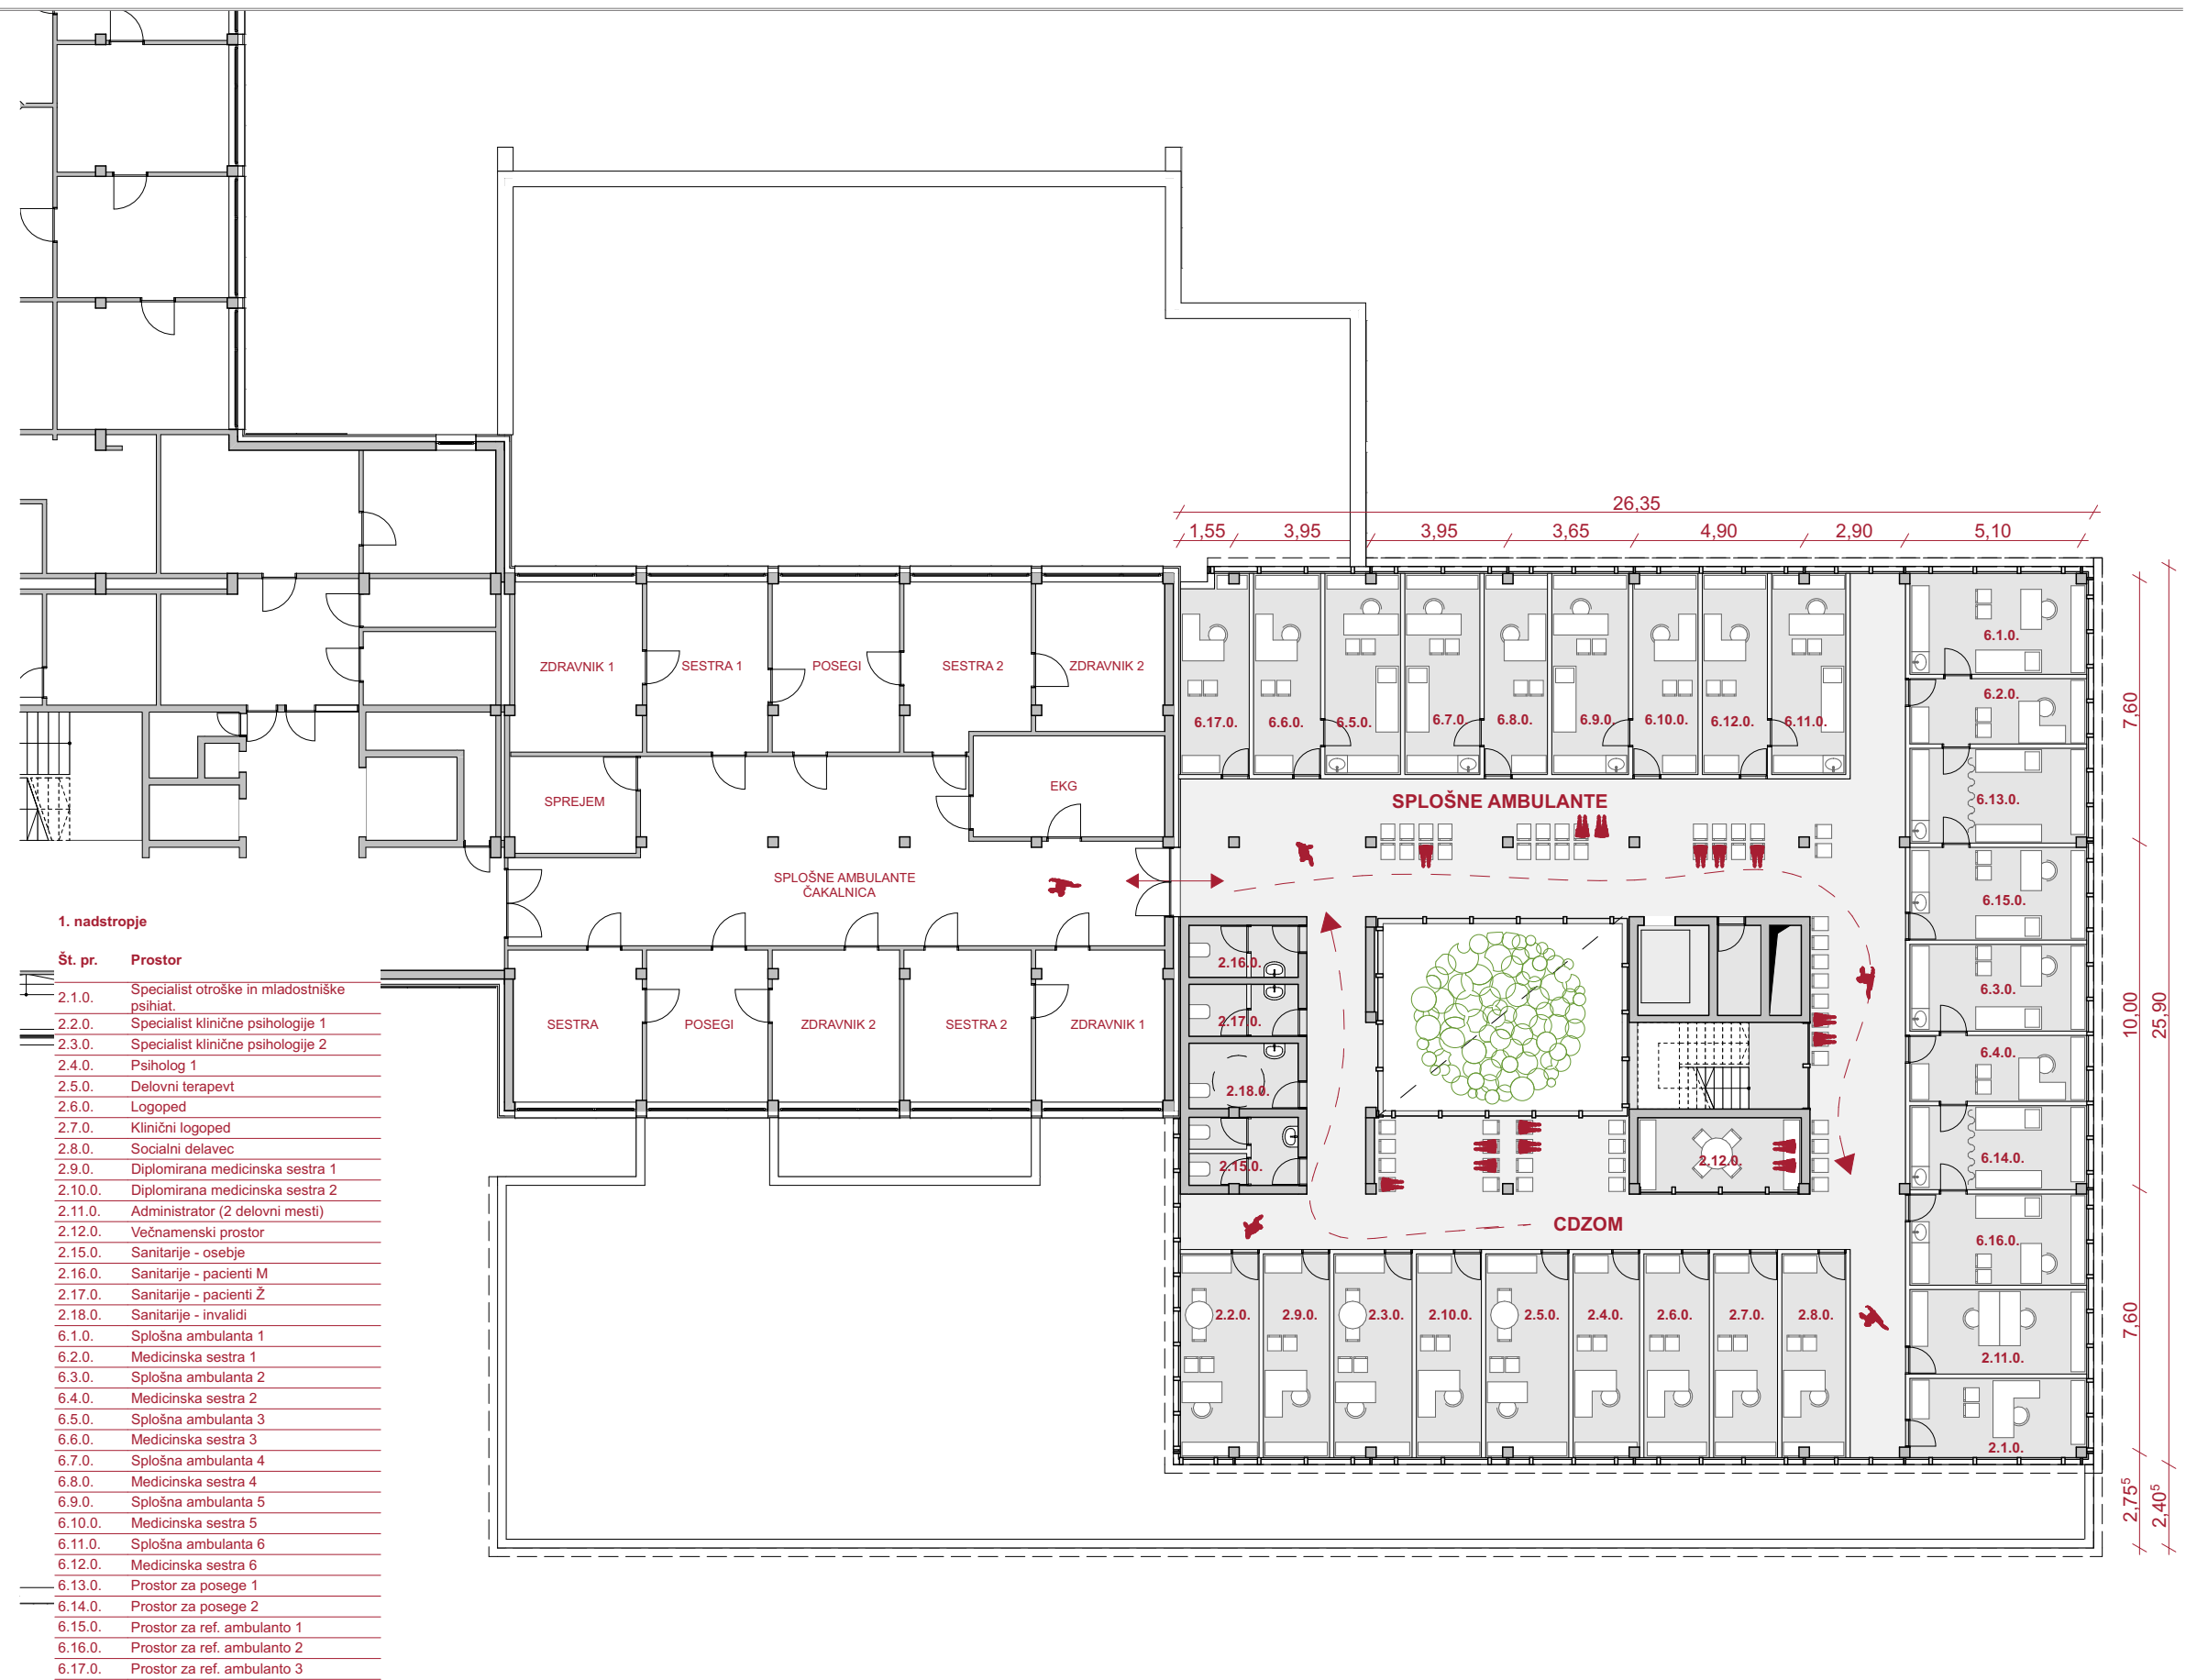 26,35
1,55 3,95 3,95 3,65 4,90 2,90 5,10
ZDRAVNIK 1 SESTRA 1 POSEGI SESTRA 2 ZDRAVNIK 2
6.17.0. 6.6.0. 6.5.0. 6.7.0. 6.8.0. 6.9.0. 6.10.0. 6.12.0. 6.11.0.
6.1.0.
6.2.0.
6.13.0.
6.15.0.
6.3.0.
6.4.0.
6.14.0.
6.16.0.
2.11.0.
2.1.0.
7,60
10,00
25,90
7,60
2,75⁵
2,40⁵
SPREJEM
EKG
SPLOŠNE AMBULANTE
SPLOŠNE AMBULANTE
ČAKALNICA
SESTRA POSEGI ZDRAVNIK 2 SESTRA 2 ZDRAVNIK 1
2.16.0.
2.17.0.
2.18.0.
2.15.0.
2.12.0.
CDZOM
2.2.0. 2.9.0. 2.3.0. 2.10.0. 2.5.0. 2.4.0. 2.6.0. 2.7.0. 2.8.0.
1. nadstropje
Št. pr. Prostor
2.1.0. Specialist otroške in mladostniške
psihiat.
2.2.0. Specialist klinične psihologije 1
2.3.0. Specialist klinične psihologije 2
2.4.0. Psiholog 1
2.5.0. Delovni terapevt
2.6.0. Logoped
2.7.0. Klinični logoped
2.8.0. Socialni delavec
2.9.0. Diplomirana medicinska sestra 1
2.10.0. Diplomirana medicinska sestra 2
2.11.0. Administrator (2 delovni mesti)
2.12.0. Večnamenski prostor
2.15.0. Sanitarije - osebje
2.16.0. Sanitarije - pacienti M
2.17.0. Sanitarije - pacienti Ž
2.18.0. Sanitarije - invalidi
6.1.0. Splošna ambulanta 1
6.2.0. Medicinska sestra 1
6.3.0. Splošna ambulanta 2
6.4.0. Medicinska sestra 2
6.5.0. Splošna ambulanta 3
6.6.0. Medicinska sestra 3
6.7.0. Splošna ambulanta 4
6.8.0. Medicinska sestra 4
6.9.0. Splošna ambulanta 5
6.10.0. Medicinska sestra 5
6.11.0. Splošna ambulanta 6
6.12.0. Medicinska sestra 6
6.13.0. Prostor za posege 1
6.14.0. Prostor za posege 2
6.15.0. Prostor za ref. ambulanto 1
6.16.0. Prostor za ref. ambulanto 2
6.17.0. Prostor za ref. ambulanto 3